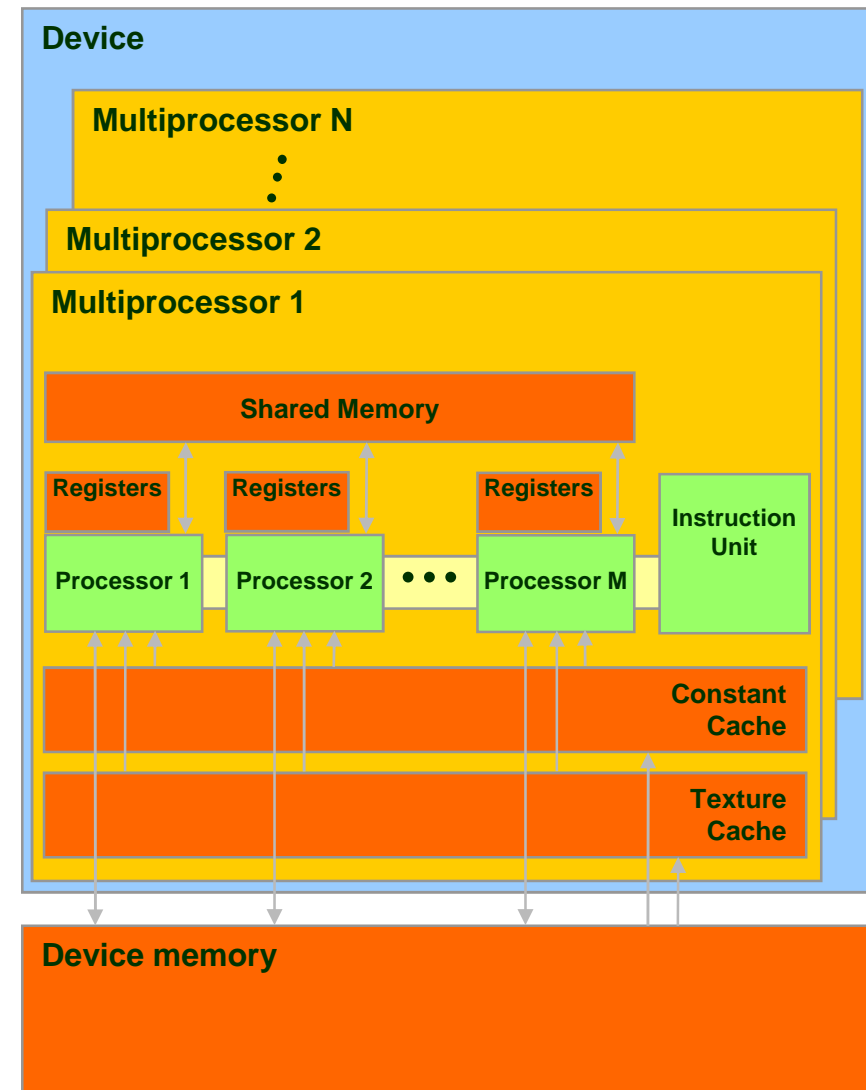 Device
Multiprocessor N
Multiprocessor 2
Multiprocessor 1
Shared Memory
Registers
Registers
Registers
Instruction
Unit
Processor 1
Processor 2
Processor M
Constant
Cache
Texture
Cache
Device memory